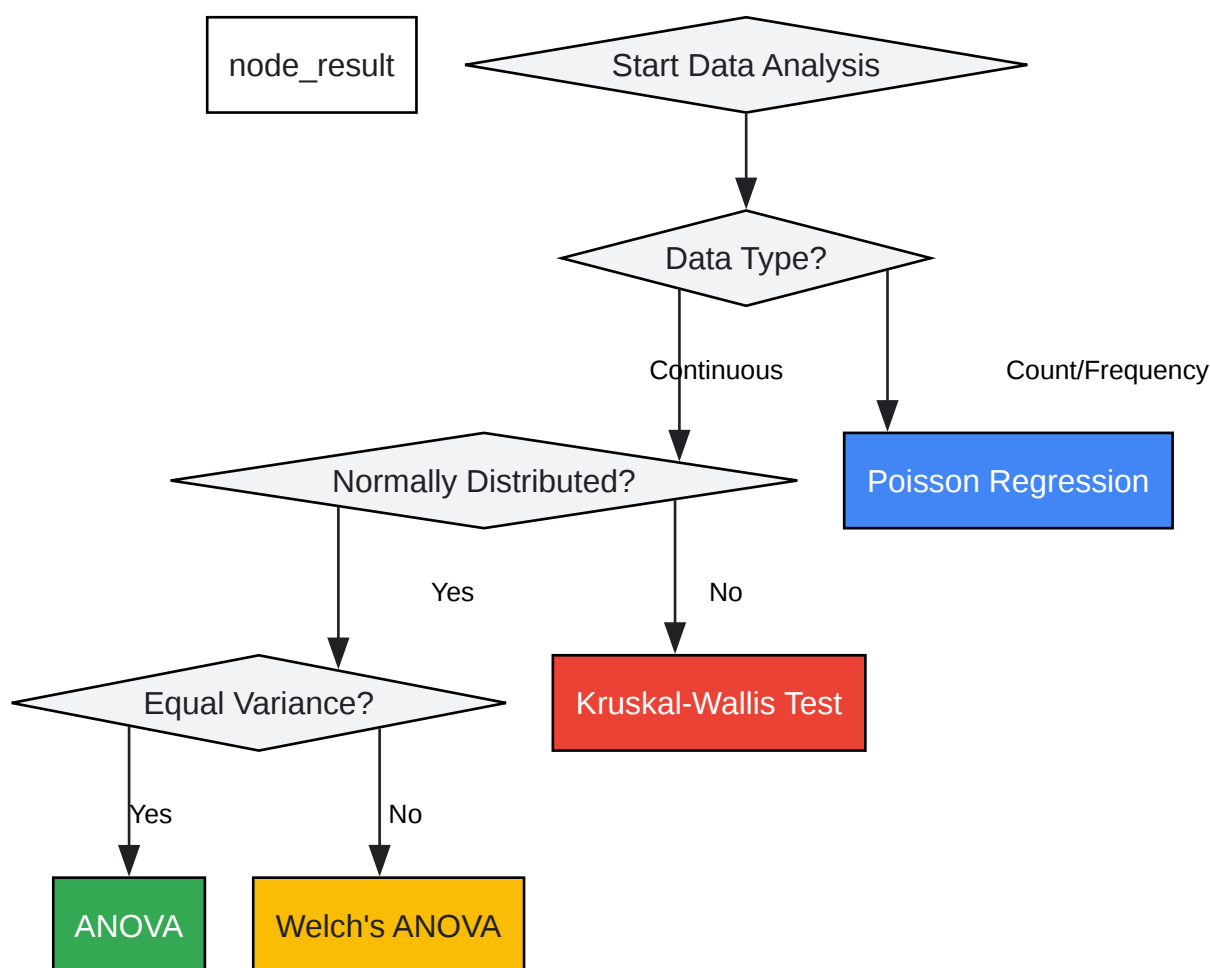 node_result
Start Data Analysis
Data Type?
Continuous
Count/Frequency
Normally Distributed?
Poisson Regression
Yes
No
Equal Variance?
Kruskal-Wallis Test
Yes
No
ANOVA
Welch's ANOVA